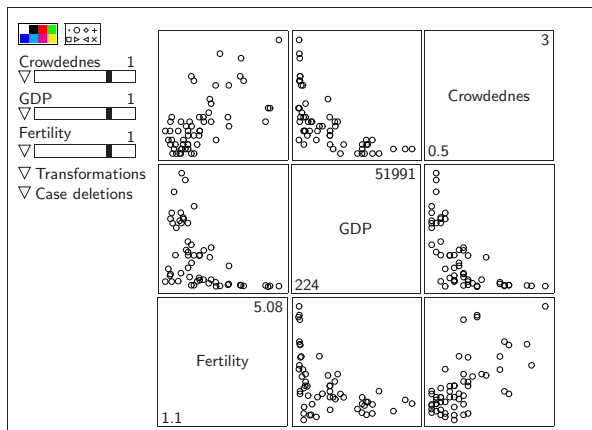 Crowdednes 1
GDP 1
Fertility 1
Transformations
Case deletions
3
Crowdednes
0.5
51991
GDP
224
5.08
Fertility
1.1